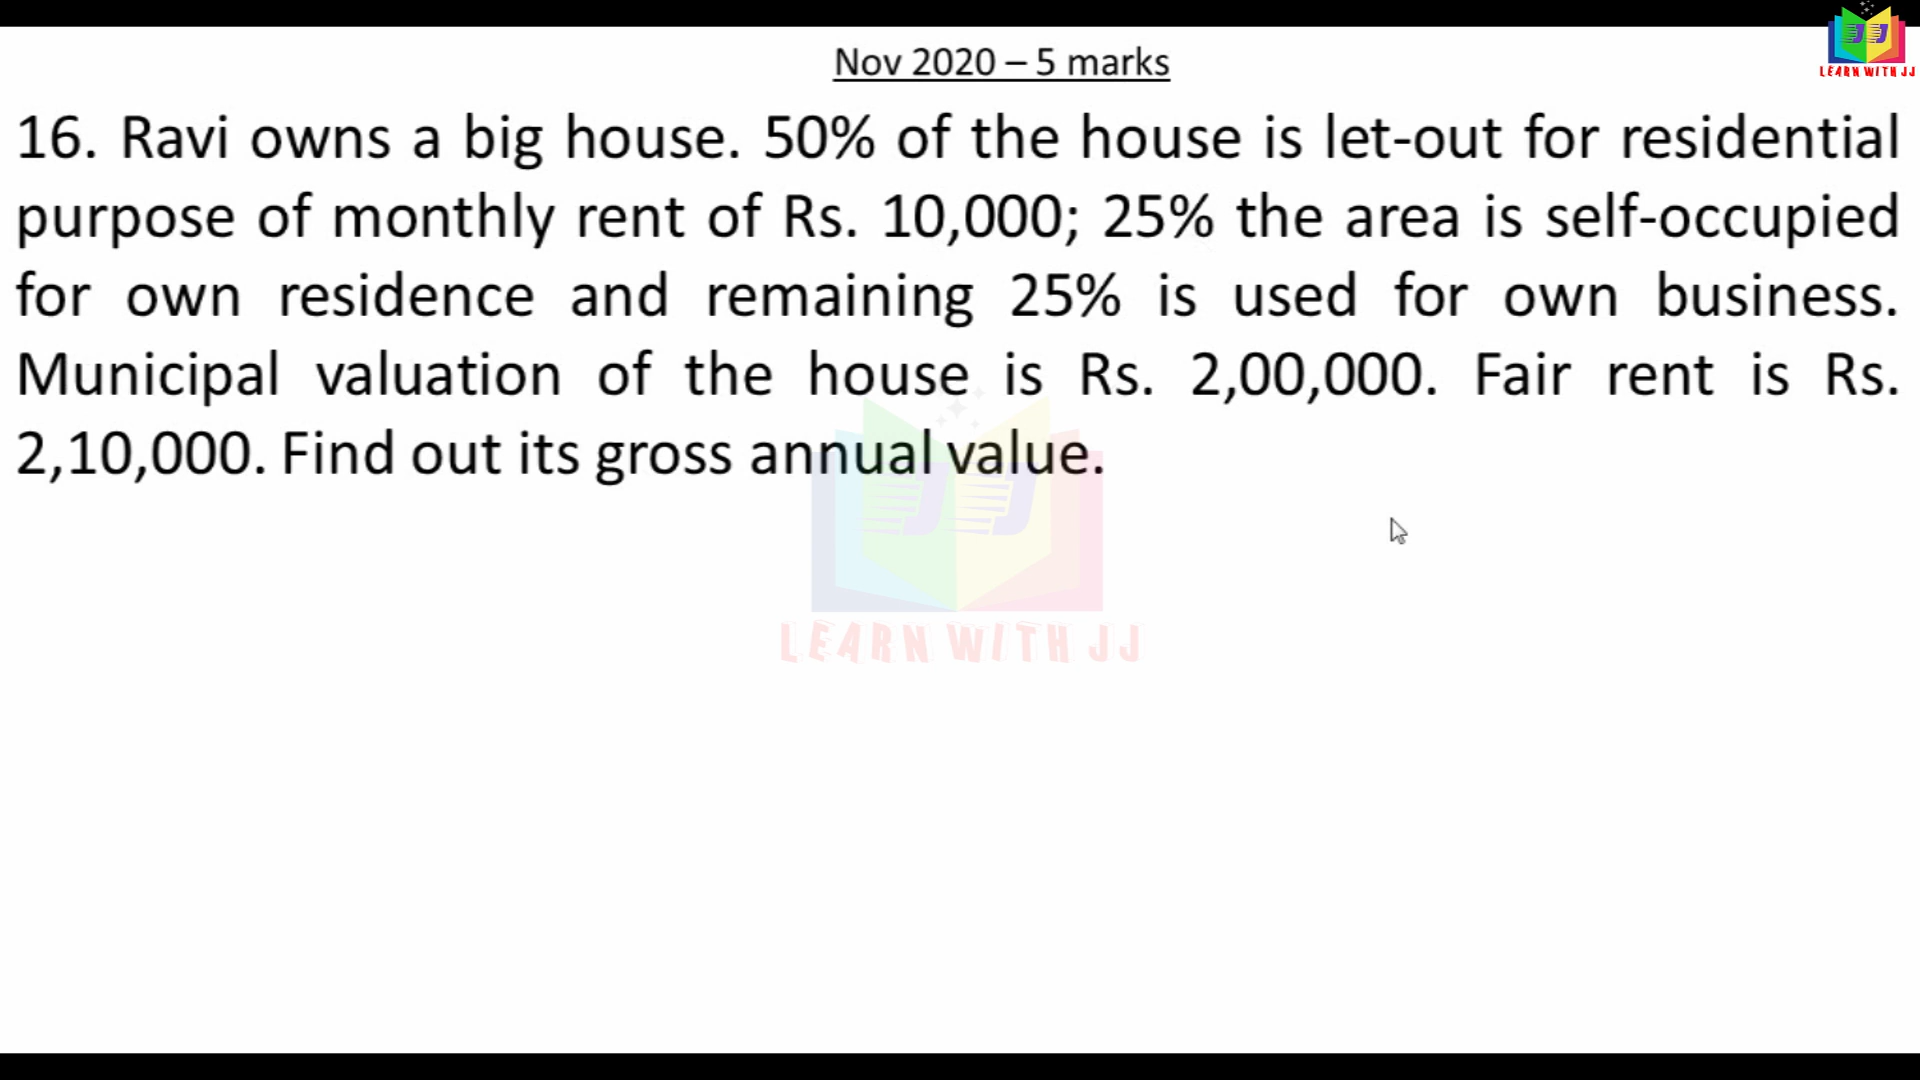 LEARN WITH JJ
Nov 2020 – 5 marks
16. Ravi owns a big house. 50% of the house is let-out for residential
purpose of monthly rent of Rs. 10,000; 25% the area is self-occupied
for own residence and remaining 25% is used for own business.
Municipal valuation of the house is Rs. 2,00,000. Fair rent is Rs.
2,10,000. Find out its gross annual value.
JJ
LEARN WITH JJ